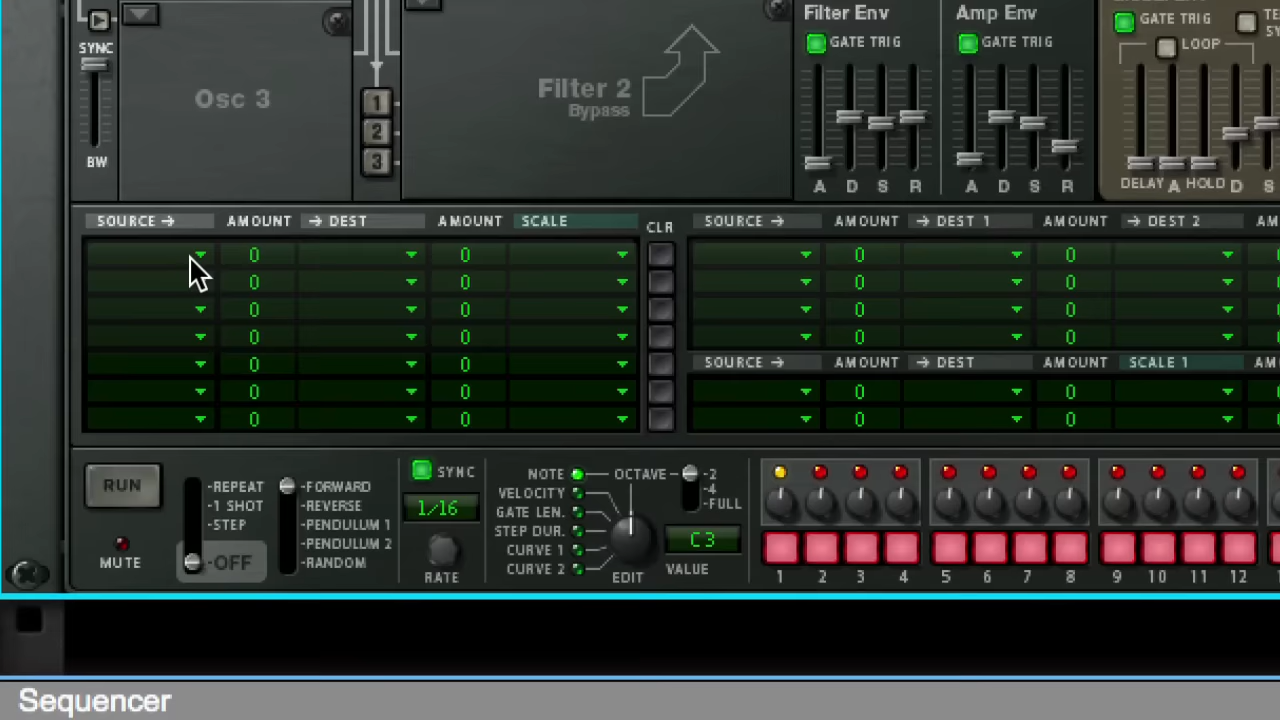 Filter Env
Amp Env
GATE TRIG
GATE TRIG
GATE TRIG
LOOP
SYNC
Osc 3
Filter 2
Bypass
1
2
3
BW
A D S R
A D S R
DELAY A HOLD D S
SOURCE → AMOUNT → DEST AMOUNT SCALE CLR
SOURCE → AMOUNT → DEST 1 AMOUNT → DEST 2 AM
0 0 0 0
0 0 0 0
0 0 0 0
0 0 0 0
SOURCE → AMOUNT → DEST AMOUNT SCALE 1 AM
0 0
0 0 0 0
0 0 0 0
RUN
MUTE
-REPEAT
-1 SHOT
-STEP
-OFF
-FORWARD
-REVERSE
-PENDULUM 1
-PENDULUM 2
-RANDOM
SYNC
1/16
RATE
NOTE
VELOCITY
GATE LEN.
STEP DUR.
CURVE 1
CURVE 2
OCTAVE
-2
-4
-FULL
EDIT
C 3
VALUE
1 2 3 4 5 6 7 8 9 10 11 12
Sequencer